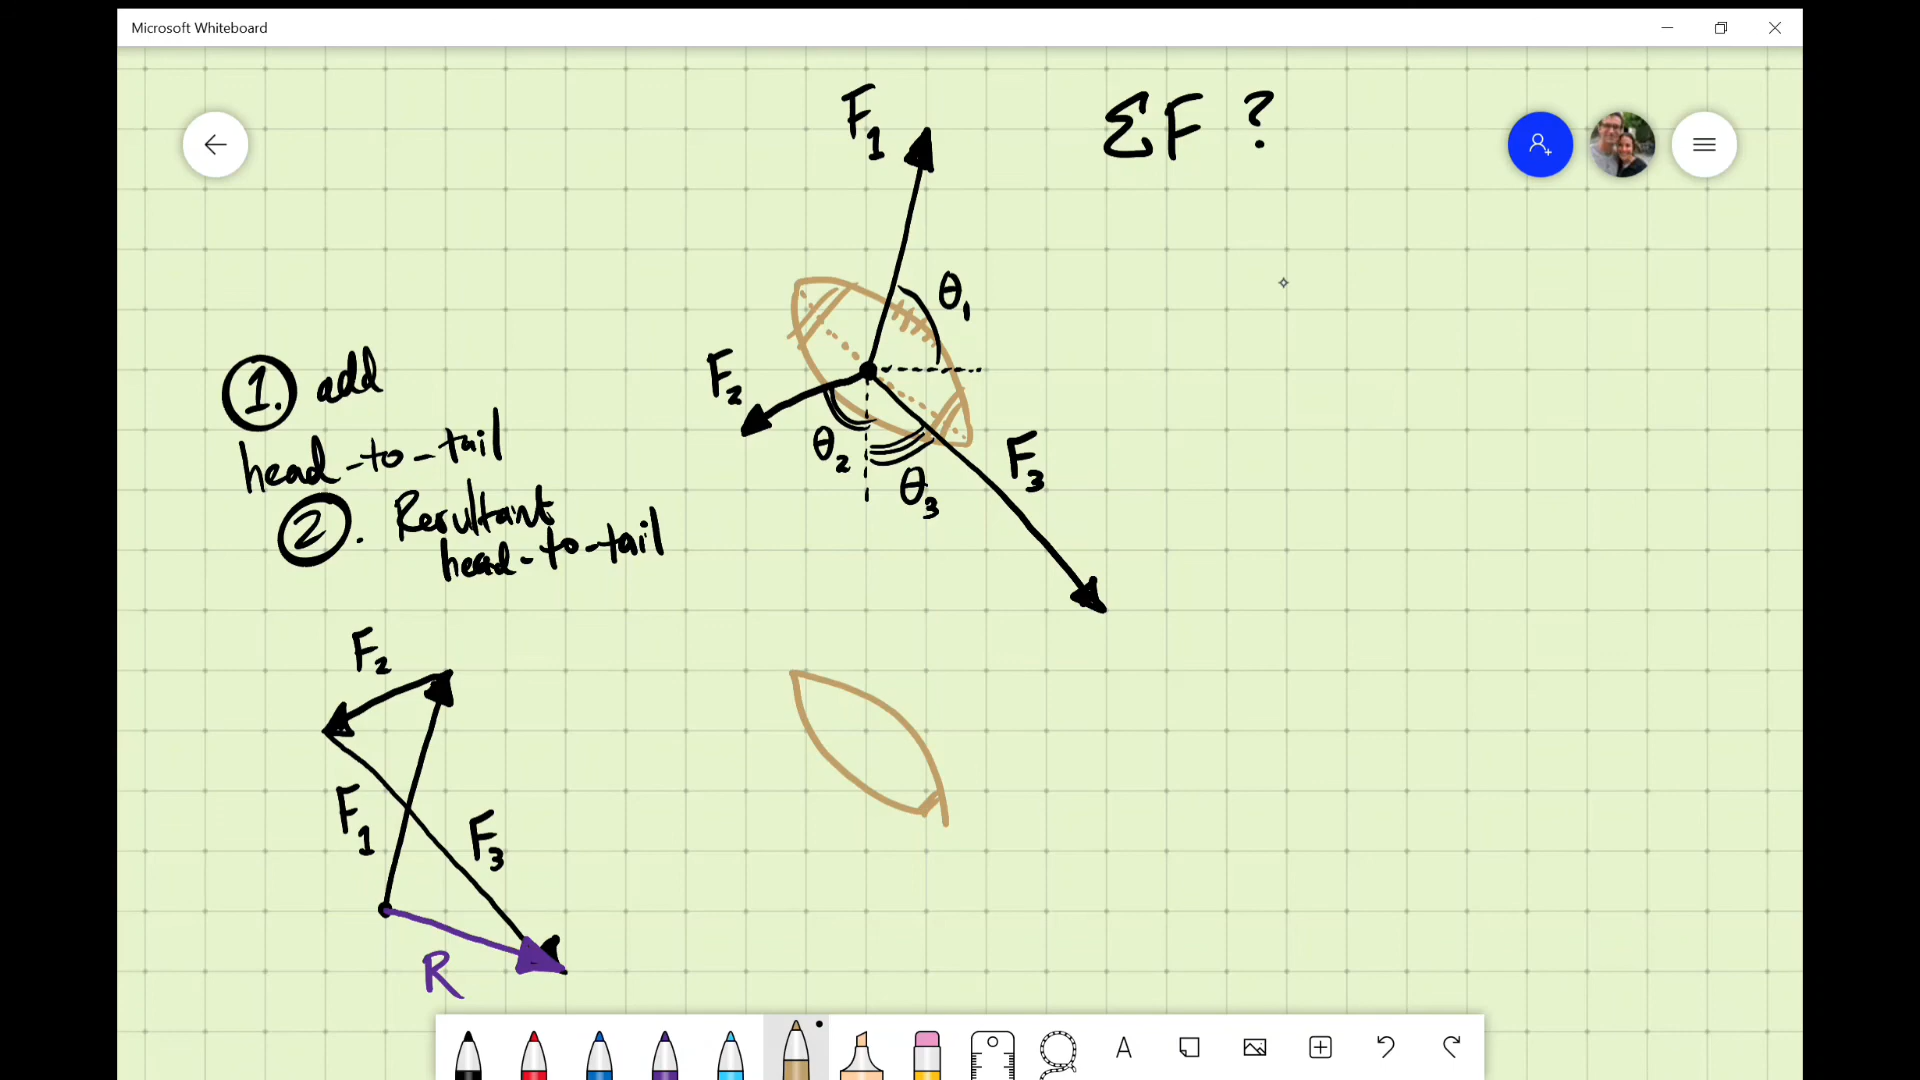 Microsoft Whiteboard
F1
ΣF ?
θ1
F2
1. add
head-to-tail
θ2
F3
θ3
2. Resultant
head-to-tail
F2
F1
F3
R
A